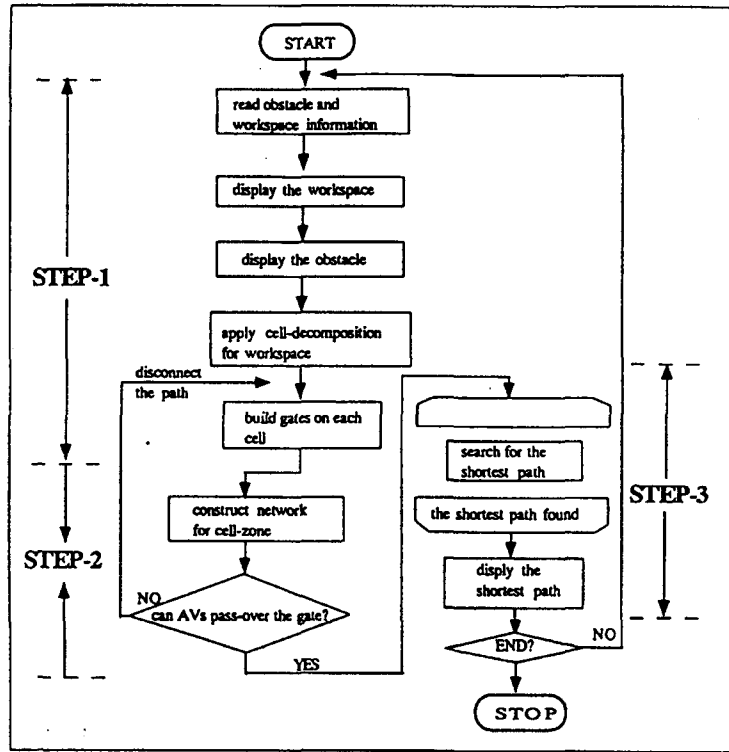 START
read obstacle and
workspace information
display the workspace
display the obstacle
STEP-1
apply cell-decomposition
for workspace
disconnect
the path
build gates on each
cell
construct network
for cell-zone
STEP-2
NO
can AVs pass-over the gate?
YES
search for the
shortest path
STEP-3
the shortest path found
disply the
shortest path
END?
NO
STOP